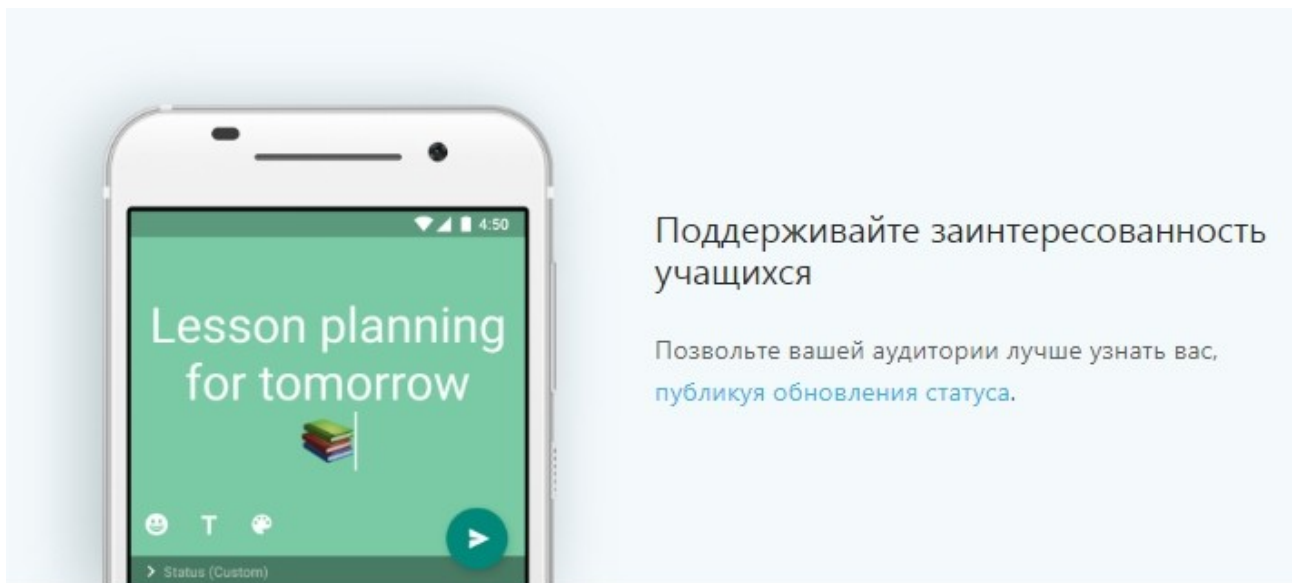 4:50
Lesson planning
for tomorrow
T
Status (Custom)
Поддерживайте заинтересованность
учащихся
Позвольте вашей аудитории лучше узнать вас,
публикуя обновления статуса.